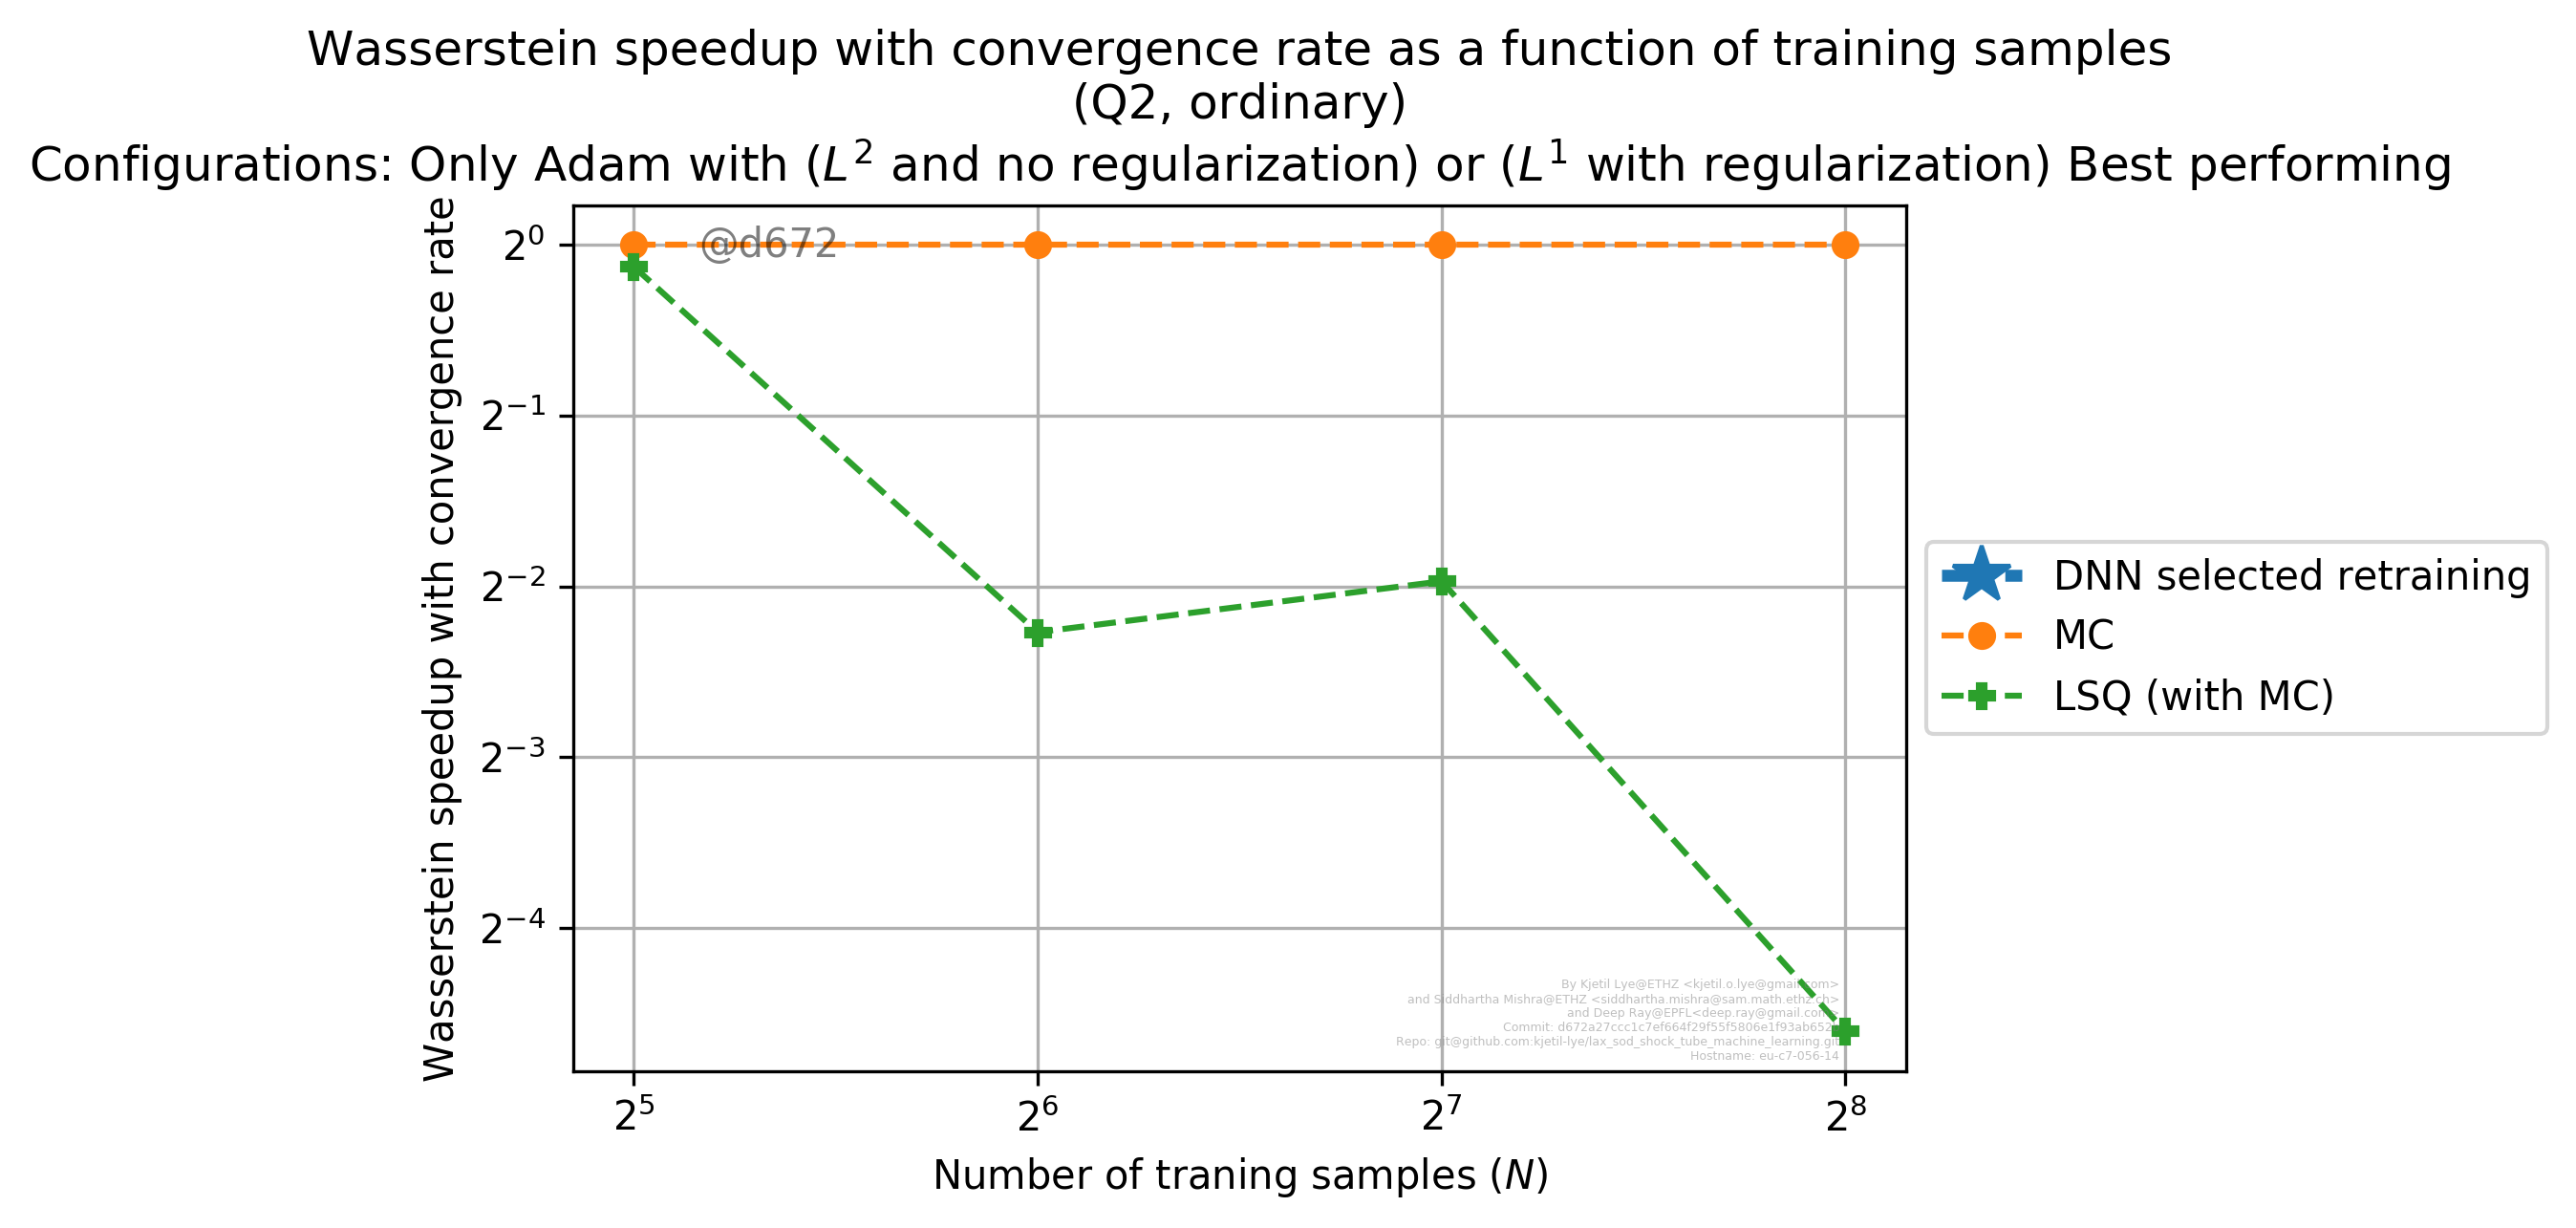 Wasserstein speedup with convergence rate as a function of training samples
(Q2, ordinary)
Configurations: Only Adam with (L² and no regularization) or (L¹ with regularization) Best performing
Wasserstein speedup with convergence rate
2⁰
2⁻¹
2⁻²
2⁻³
2⁻⁴
@d672
By Kjetil Lye@ETHZ <kjetil.o.lye@gmail.com>
and Siddhartha Mishra@ETHZ <siddhartha.mishra@sam.math.ethz.ch>
and Deep Ray@EPFL<deep.ray@gmail.com>
Commit:
Repo: git@github.com:kjetil-lye/lax_sod_shock_tube_machine_learning.git
Hostname: eu-c7-056-14
2⁵
2⁶
2⁷
2⁸
Number of traning samples (N)
DNN selected retraining
MC
LSQ (with MC)